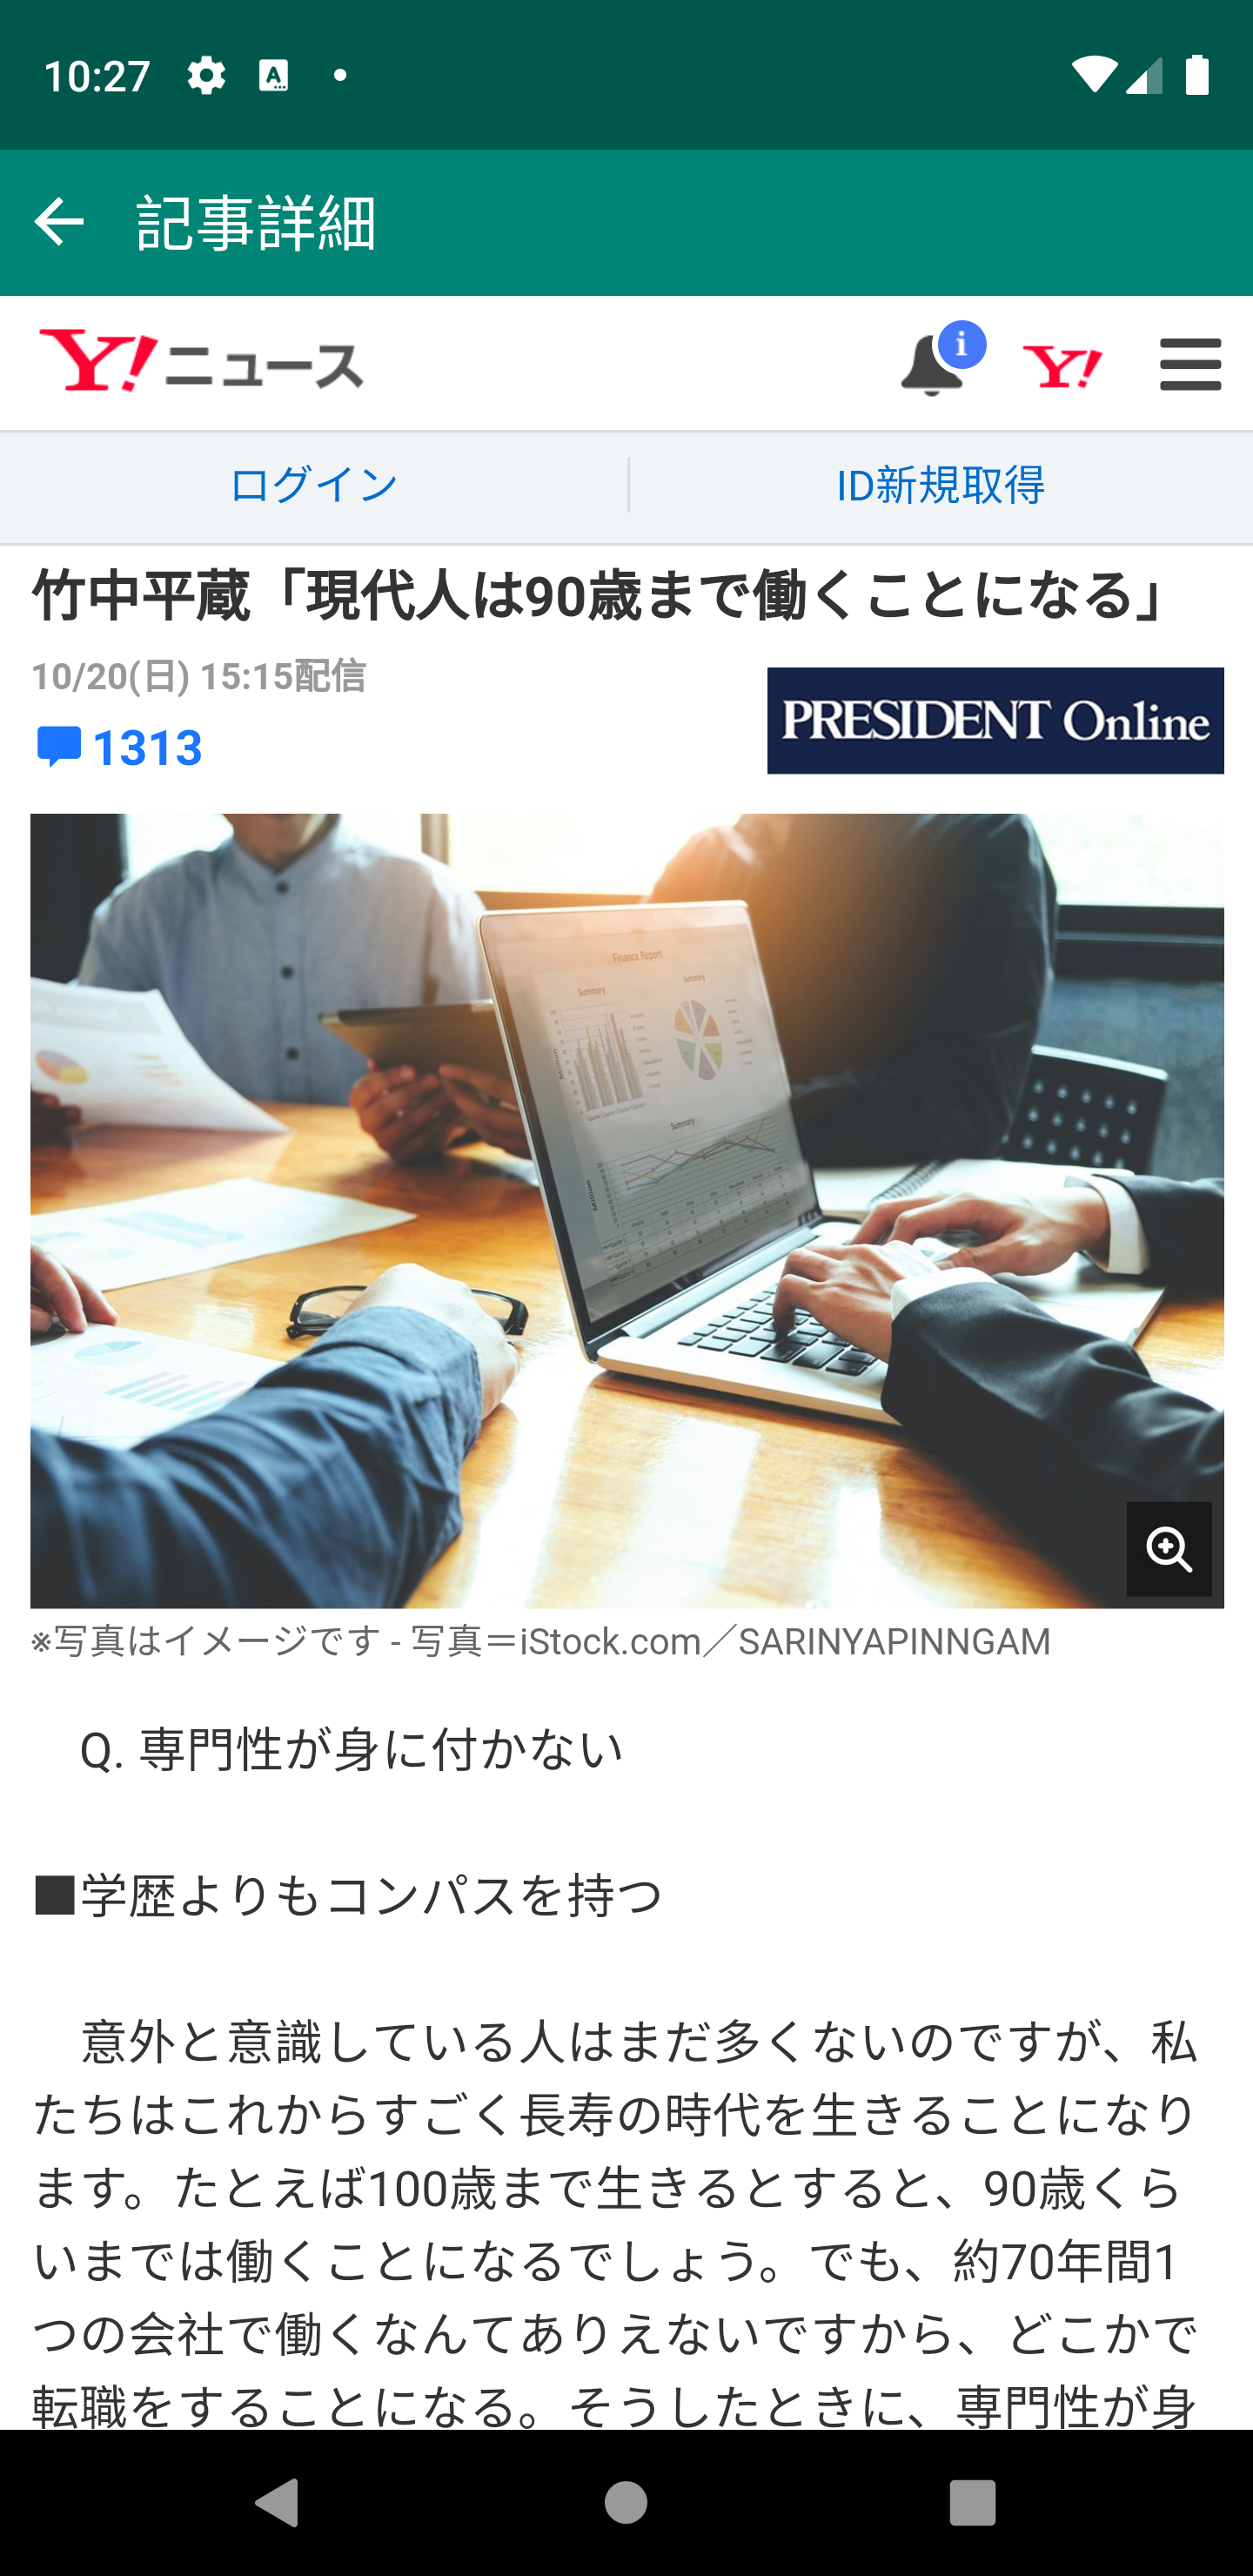 10:27
記事詳細
Y!ニュース
Y!
ログイン
ID新規取得
竹中平蔵「現代人は90歳まで働くことになる」
10/20(日) 15:15配信
1313
PRESIDENT Online
Finance Report
Summary
Summary
Summary
※写真はイメージです - 写真＝iStock.com／SARINYAPINNGAM
Q. 専門性が身に付かない
■学歴よりもコンパスを持つ
意外と意識している人はまだ多くないのですが、私
たちはこれからすごく長寿の時代を生きることになり
ます。たとえば100歳まで生きるとすると、90歳くら
いまでは働くことになるでしょう。でも、約70年間1
つの会社で働くなんてありえないですから、どこかで
転職をすることになる。そうしたときに、専門性が身